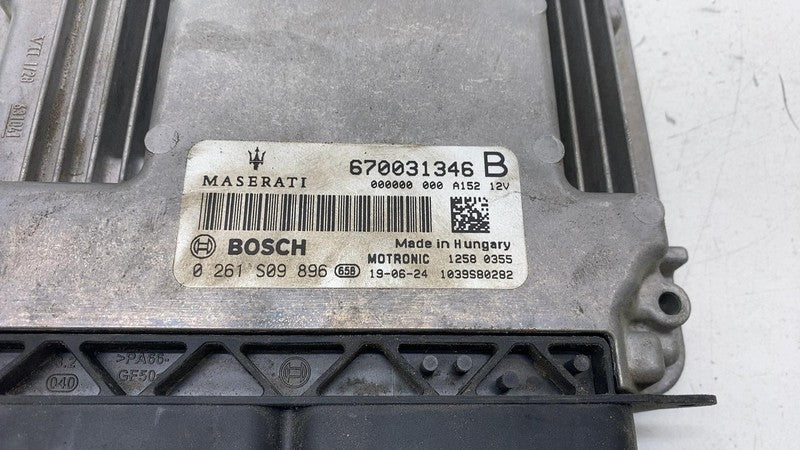 MASERATI 670031346 B
000000 000 A152 12V
BOSCH Made in Hungary
MOTRONIC 1258 0355
0 261 S09 896 658 19-06-24 1039S80282
>PA66-
GF50
040